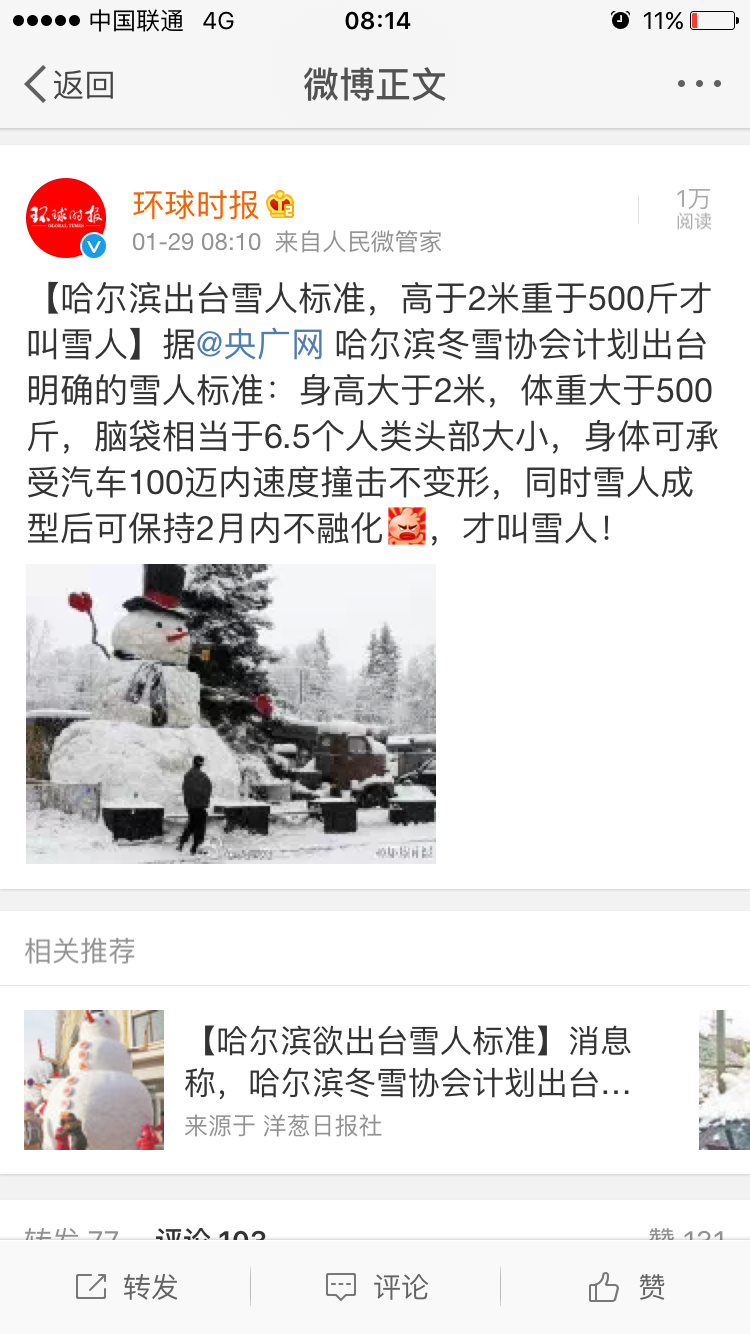 中国联通 4G 08:14 11%
返回 微博正文
环球时报
GLOBAL TIMES
环球时报
1万
阅读
01-29 08:10 来自人民微管家
【哈尔滨出台雪人标准，高于2米重于500斤才
叫雪人】据@央广网 哈尔滨冬雪协会计划出台
明确的雪人标准：身高大于2米，体重大于500
斤，脑袋相当于6.5个人类头部大小，身体可承
受汽车100迈内速度撞击不变形，同时雪人成
型后可保持2月内不融化，才叫雪人！
相关推荐
【哈尔滨欲出台雪人标准】消息
称，哈尔滨冬雪协会计划出台...
来源于 洋葱日报社
转发 77 评论 103 赞 121
转发 评论 赞